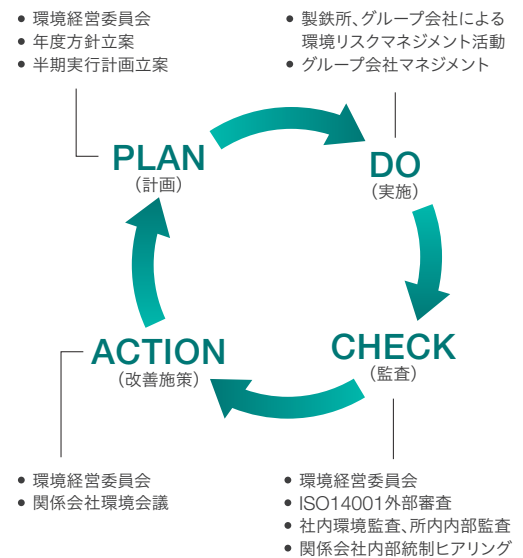 • 環境経営委員会
• 年度方針立案
• 半期実行計画立案
• 製鉄所、グループ会社による
環境リスクマネジメント活動
• グループ会社マネジメント
PLAN
(計画)
DO
(実施)
CHECK
(監査)
ACTION
(改善施策)
• 環境経営委員会
• 関係会社環境会議
• 環境経営委員会
• ISO14001外部審査
• 社内環境監査、所内内部監査
• 関係会社内部統制ヒアリング